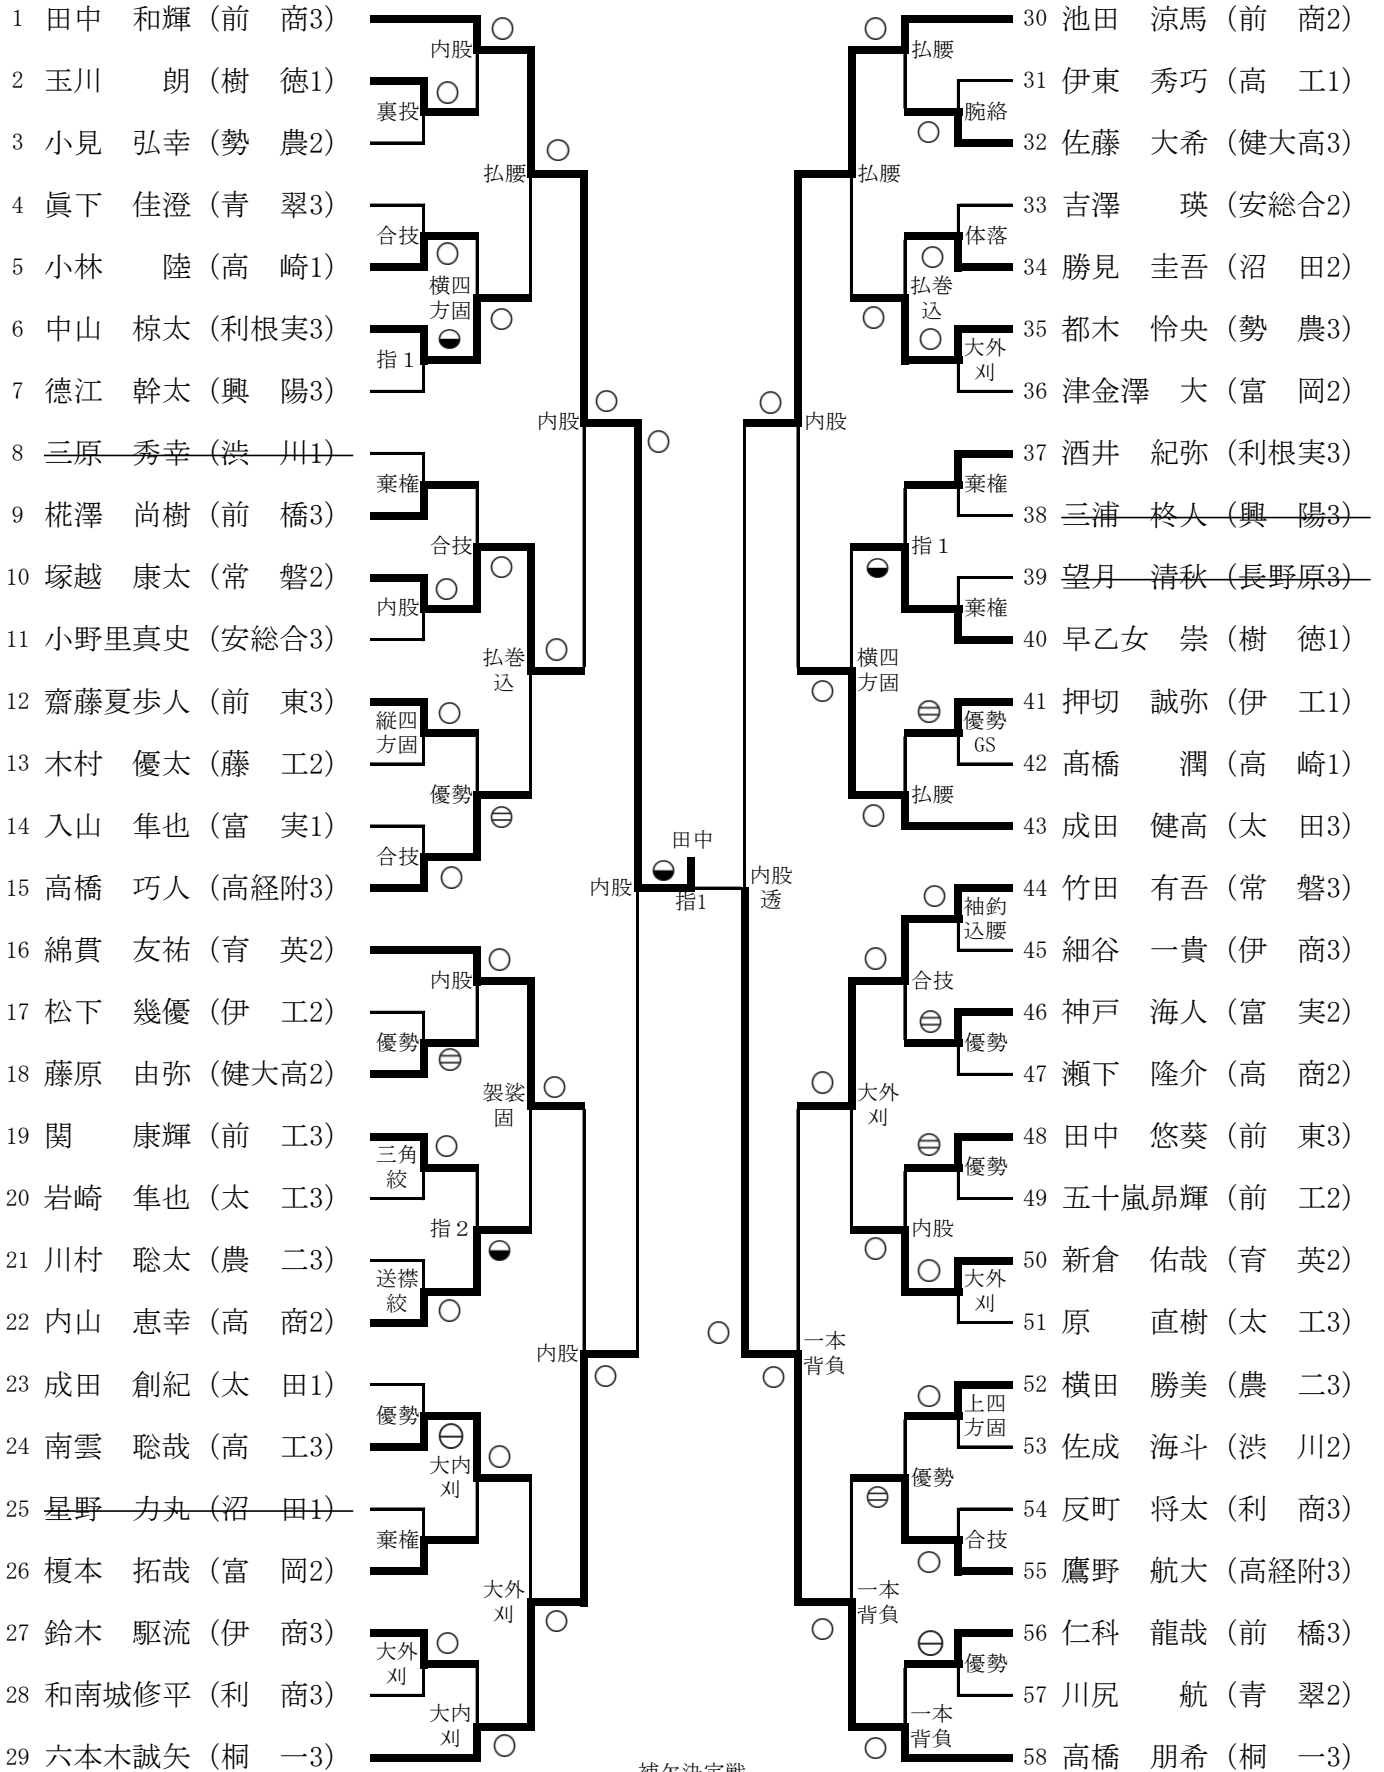 1 田中　和輝（前　商3）
2 玉川　　朗（樹　徳1）
3 小見　弘幸（勢　農2）
4 眞下　佳澄（青　翠3）
5 小林　　陸（高　崎1）
6 中山　椋太（利根実3）
7 德江　幹太（興　陽3）
8 三原　秀幸（渋　川1）
9 椛澤　尚樹（前　橋3）
10 塚越　康太（常　磐2）
11 小野里真史（安総合3）
12 齋藤夏歩人（前　東3）
13 木村　優太（藤　工2）
14 入山　隼也（富　実1）
15 高橋　巧人（高経附3）
16 綿貫　友祐（育　英2）
17 松下　幾優（伊　工2）
18 藤原　由弥（健大高2）
19 関　　康輝（前　工3）
20 岩崎　隼也（太　工3）
21 川村　聡太（農　二3）
22 内山　恵幸（高　商2）
23 成田　創紀（太　田1）
24 南雲　聡哉（高　工3）
25 星野　力丸（沼　田1）
26 榎本　拓哉（富　岡2）
27 鈴木　駆流（伊　商3）
28 和南城修平（利　商3）
29 六本木誠矢（桐　一3）
内股
裏投
払腰
合技
横四
方固
指１
内股
棄権
合技
内股
払巻
込
縦四
方固
優勢
合技
内股
内股
優勢
袈裟
固
三角
絞
指２
送襟
絞
内股
優勢
大内
刈
棄権
大外
刈
大外
刈
大内
刈
田中
指1
内股
透
補欠決定戦
払腰
腕絡
払腰
体落
払巻
込
大外
刈
内股
棄権
指１
棄権
横四
方固
優勢
GS
払腰
袖釣
込腰
合技
優勢
大外
刈
優勢
内股
大外
刈
一本
背負
上四
方固
優勢
合技
一本
背負
優勢
一本
背負
30 池田　涼馬（前　商2）
31 伊東　秀巧（高　工1）
32 佐藤　大希（健大高3）
33 吉澤　　瑛（安総合2）
34 勝見　圭吾（沼　田2）
35 都木　怜央（勢　農3）
36 津金澤　大（富　岡2）
37 酒井　紀弥（利根実3）
38 三浦　柊人（興　陽3）
39 望月　清秋（長野原3）
40 早乙女　崇（樹　徳1）
41 押切　誠弥（伊　工1）
42 髙橋　　潤（高　崎1）
43 成田　健高（太　田3）
44 竹田　有吾（常　磐3）
45 細谷　一貴（伊　商3）
46 神戸　海人（富　実2）
47 瀬下　隆介（高　商2）
48 田中　悠葵（前　東3）
49 五十嵐昴輝（前　工2）
50 新倉　佑哉（育　英2）
51 原　　直樹（太　工3）
52 横田　勝美（農　二3）
53 佐成　海斗（渋　川2）
54 反町　将太（利　商3）
55 鷹野　航大（高経附3）
56 仁科　龍哉（前　橋3）
57 川尻　　航（青　翠2）
58 高橋　朋希（桐　一3）